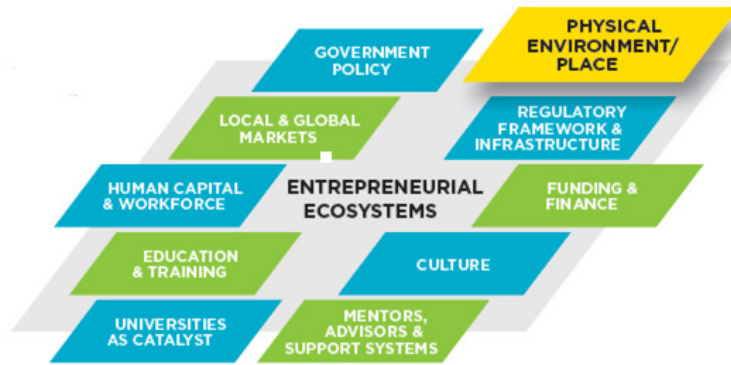 GOVERNMENT
POLICY
PHYSICAL
ENVIRONMENT/
PLACE
LOCAL & GLOBAL
MARKETS
REGULATORY
FRAMEWORK &
INFRASTRUCTURE
HUMAN CAPITAL
& WORKFORCE
ENTREPRENEURIAL
ECOSYSTEMS
FUNDING &
FINANCE
EDUCATION
& TRAINING
CULTURE
UNIVERSITIES
AS CATALYST
MENTORS,
ADVISORS &
SUPPORT SYSTEMS